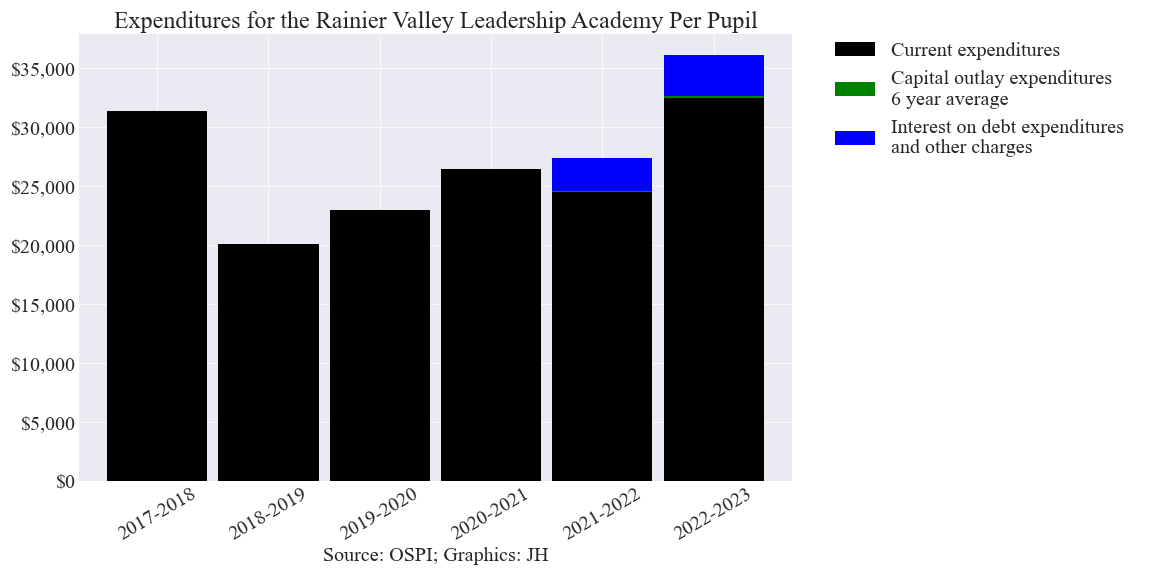 Expenditures for the Rainier Valley Leadership Academy Per Pupil
$35,000
$30,000
$25,000
$20,000
$15,000
$10,000
$5,000
$0
2017-2018
2018-2019
2019-2020
2020-2021
2021-2022
2022-2023
Source: OSPI; Graphics: JH
Current expenditures
Capital outlay expenditures
6 year average
Interest on debt expenditures
and other charges